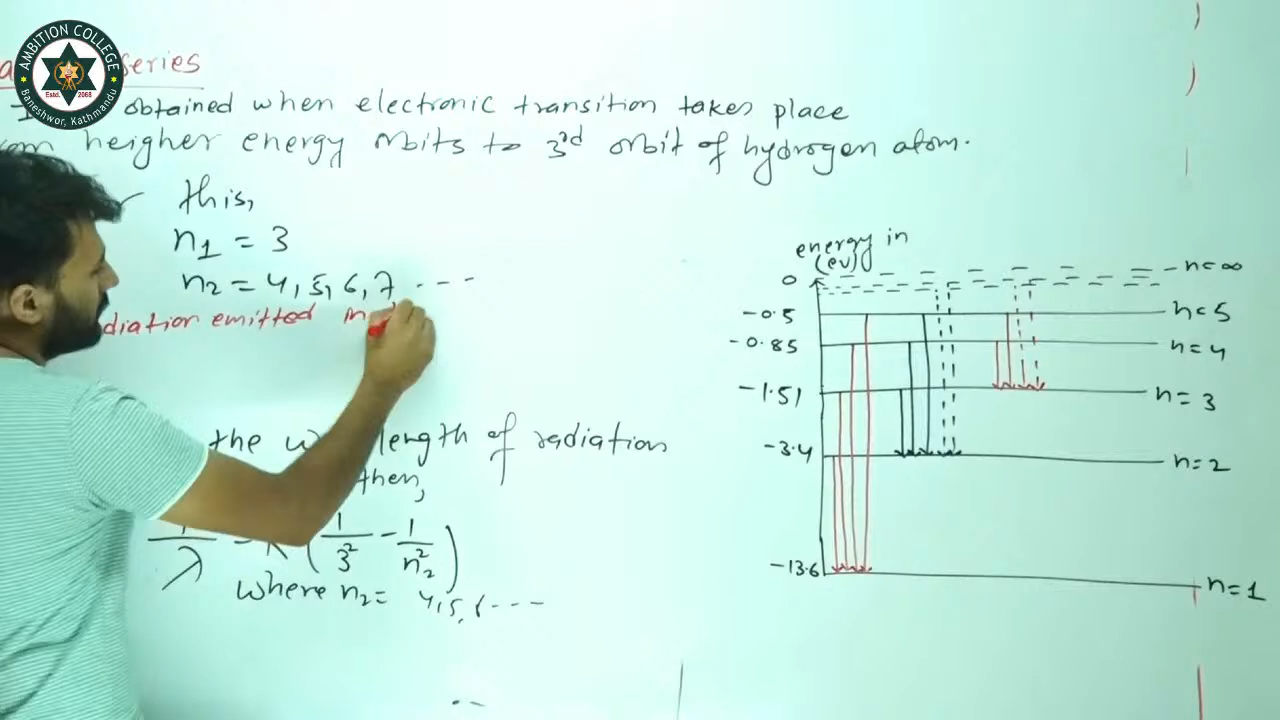 AMBITION COLLEGE
Estd. 2068
Baneshwor, Kathmandu
series
obtained when electronic transition takes place
heigher energy orbits to 3rd orbit of hydrogen atom.
this,
n1 = 3
n2 = 4, 5, 6, 7 ----
diation emitted
the length of radiation
then,
1/λ = R (1/3² - 1/n2²)
where n2 = 4, 5, 6 ---
energy in
(ev)
0 n=∞
-0.5 n=5
-0.85 n=4
-1.51 n=3
-3.4 n=2
-13.6 n=1